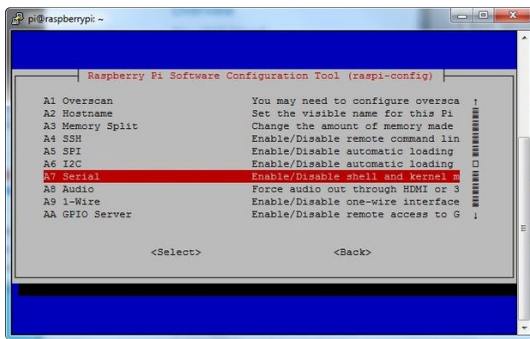 pi@raspberrypi: ~
Raspberry Pi Software Configuration Tool (raspi-config)
A1 Overscan You may need to configure oversca
A2 Hostname Set the visible name for this Pi
A3 Memory Split Change the amount of memory made
A4 SSH Enable/Disable remote command lin
A5 SPI Enable/Disable automatic loading
A6 I2C Enable/Disable automatic loading
A7 Serial Enable/Disable shell and kernel m
A8 Audio Force audio out through HDMI or 3
A9 1-Wire Enable/Disable one-wire interface
AA GPIO Server Enable/Disable remote access to G
<Select> <Back>